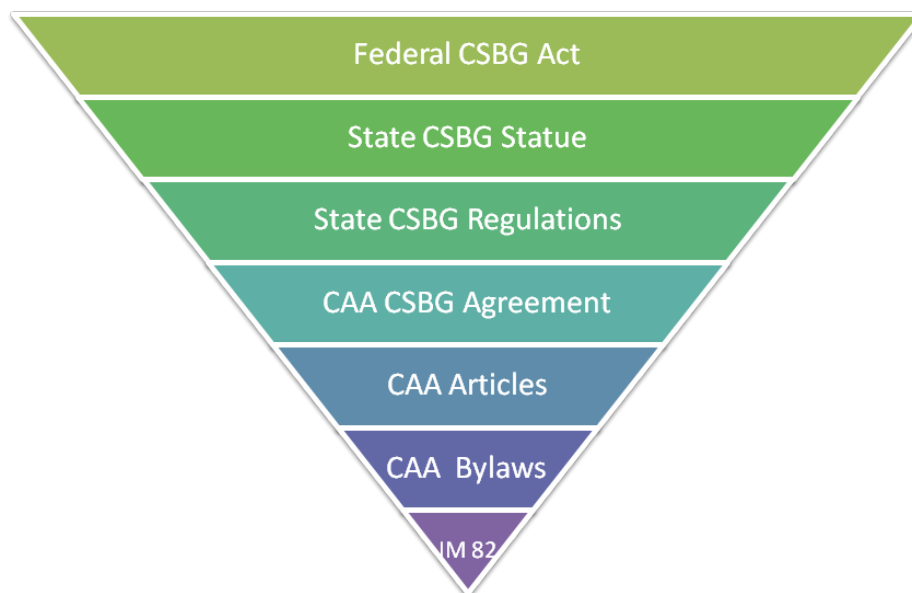 Federal CSBG Act
State CSBG Statue
State CSBG Regulations
CAA CSBG Agreement
CAA Articles
CAA Bylaws
IM 82